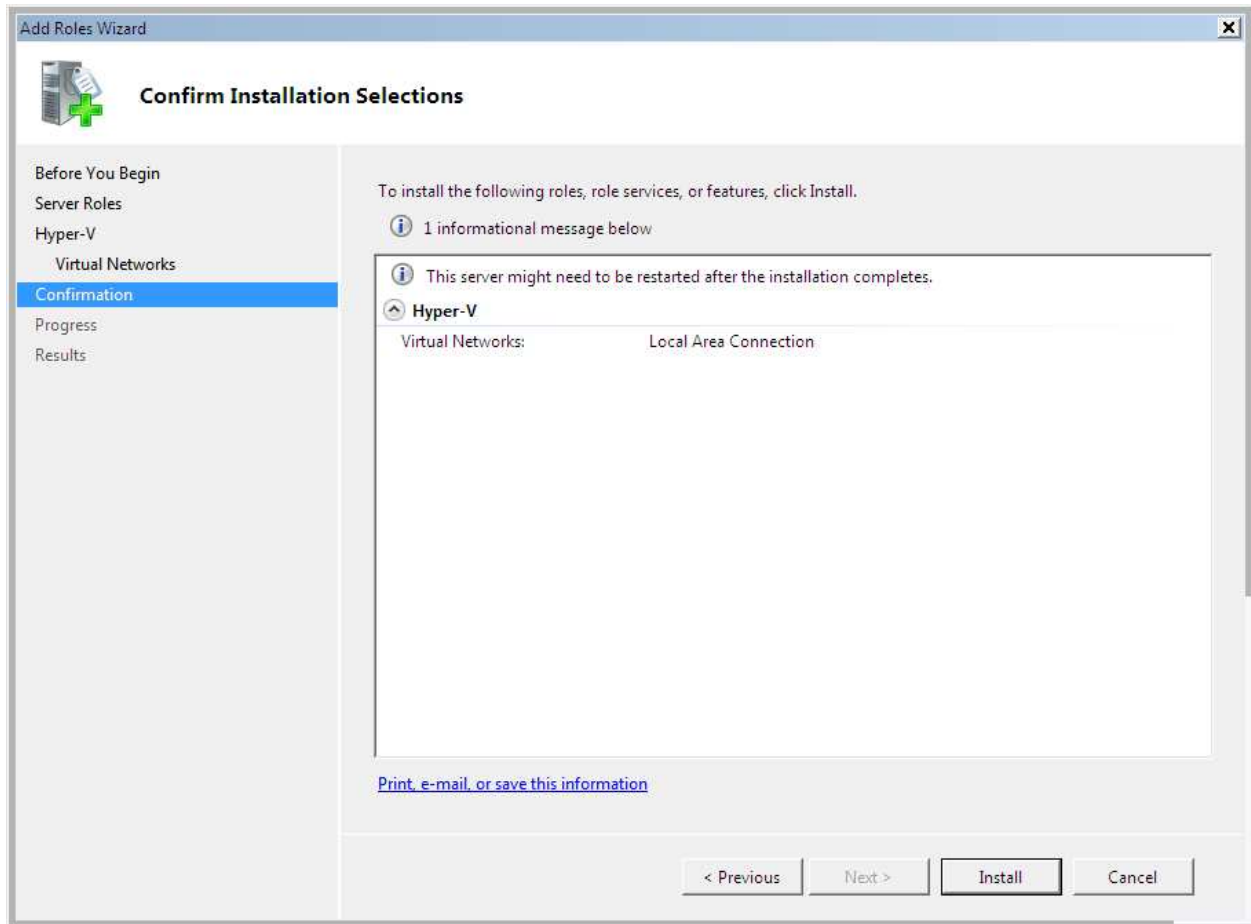 Add Roles Wizard
Confirm Installation Selections
Before You Begin
Server Roles
Hyper-V
Virtual Networks
Confirmation
Progress
Results
To install the following roles, role services, or features, click Install.
1 informational message below
This server might need to be restarted after the installation completes.
Hyper-V
Virtual Networks: Local Area Connection
Print, e-mail, or save this information
< Previous Next > Install Cancel